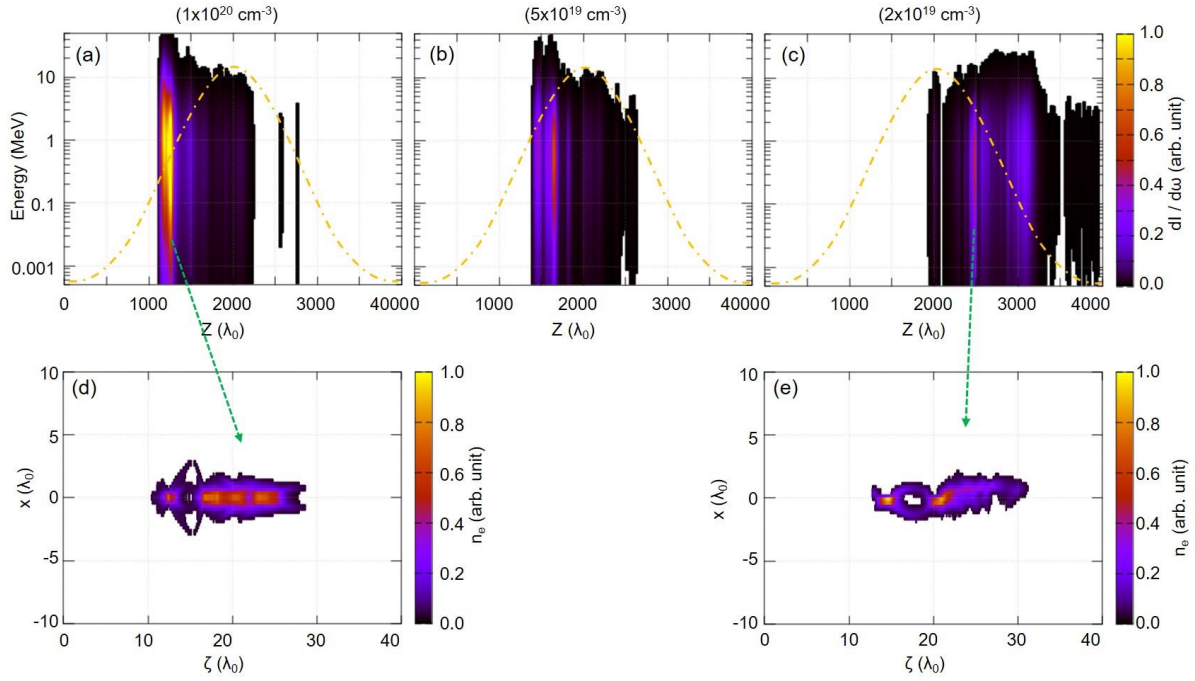 (1x10²⁰ cm⁻³)
(5x10¹⁹ cm⁻³)
(2x10¹⁹ cm⁻³)
(a)
(b)
(c)
Energy (MeV)
10
1
0.1
0.001
0 1000 2000 3000 4000
0 1000 2000 3000 4000
0 1000 2000 3000 4000
Z (λ₀)
Z (λ₀)
Z (λ₀)
1.0
0.8
0.6
0.4
0.2
0.0
dI / dω (arb. unit)
(d)
x (λ₀)
10
5
0
-5
-10
0 10 20 30 40
ζ (λ₀)
1.0
0.8
0.6
0.4
0.2
0.0
nₑ (arb. unit)
(e)
x (λ₀)
10
5
0
-5
-10
0 10 20 30 40
ζ (λ₀)
1.0
0.8
0.6
0.4
0.2
0.0
nₑ (arb. unit)